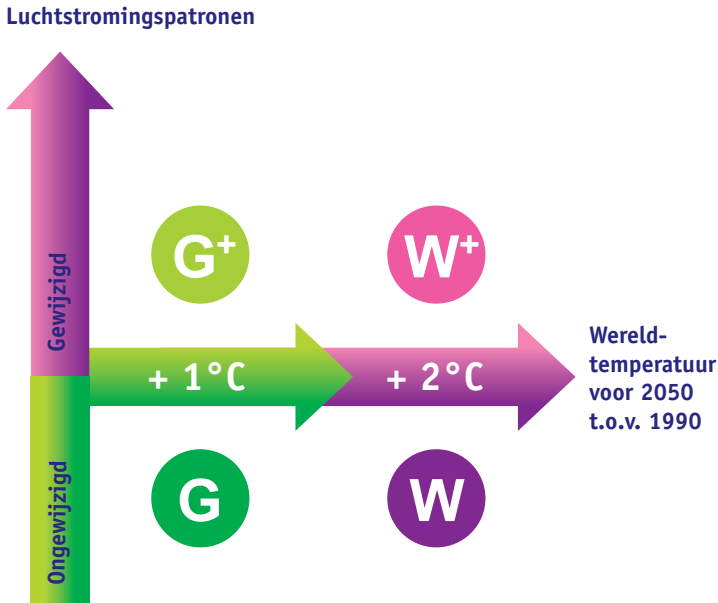 Luchtstromingspatronen
Gewijzigd
G+
W+
+ 1°C
+ 2°C
Wereld-
temperatuur
voor 2050
t.o.v. 1990
Ongewijzigd
G
W